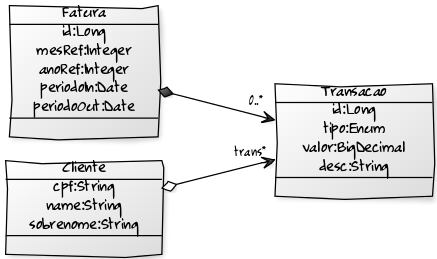 Fatura
id:Long
mesRef:Integer
anoRef:Integer
periodoIn:Date
periodoOut:Date
0..*
Transacao
id:Long
tipo:Enum
valor:BigDecimal
desc:String
Cliente
cpf:String
name:String
sobrenome:String
trans*